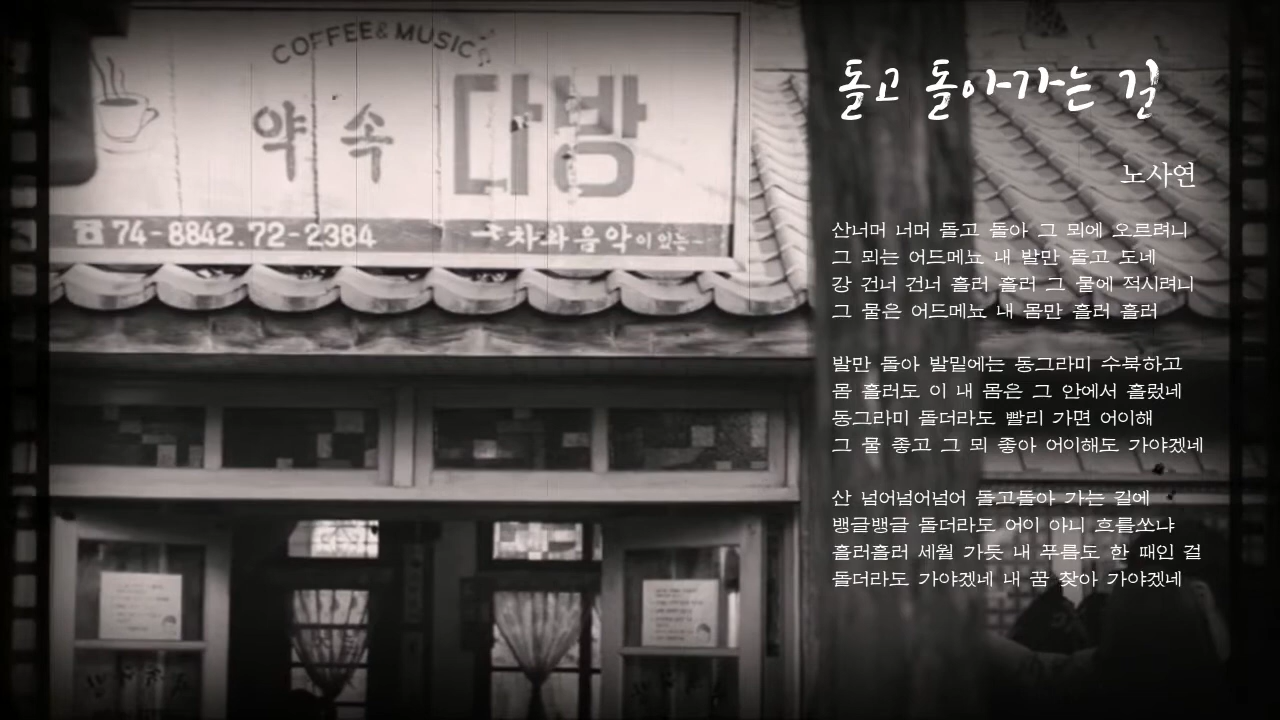 COFFEE & MUSIC
약 속 다방
☎ 74-8842.72-2384
차와 음악이 있는~
돌고 돌아가는 길
노사연
산너머 너머 돌고 돌아 그 뫼에 오르려니
그 뫼는 어드메뇨 내 발만 돌고 도네
강 건너 건너 흘러 흘러 그 물에 적시려니
그 물은 어드메뇨 내 몸만 흘러 흘러
발만 돌아 발밑에는 동그라미 수북하고
몸 흘러도 이 내 몸은 그 안에서 흘렀네
동그라미 돌더라도 빨리 가면 어이해
그 물 좋고 그 뫼 좋아 어이해도 가야겠네
산 넘어넘어넘어 돌고돌아 가는 길에
뱅글뱅글 돌더라도 어이 아니 흐를쏘냐
흘러흘러 세월 가듯 내 푸름도 한 때인 걸
돌더라도 가야겠네 내 꿈 찾아 가야겠네